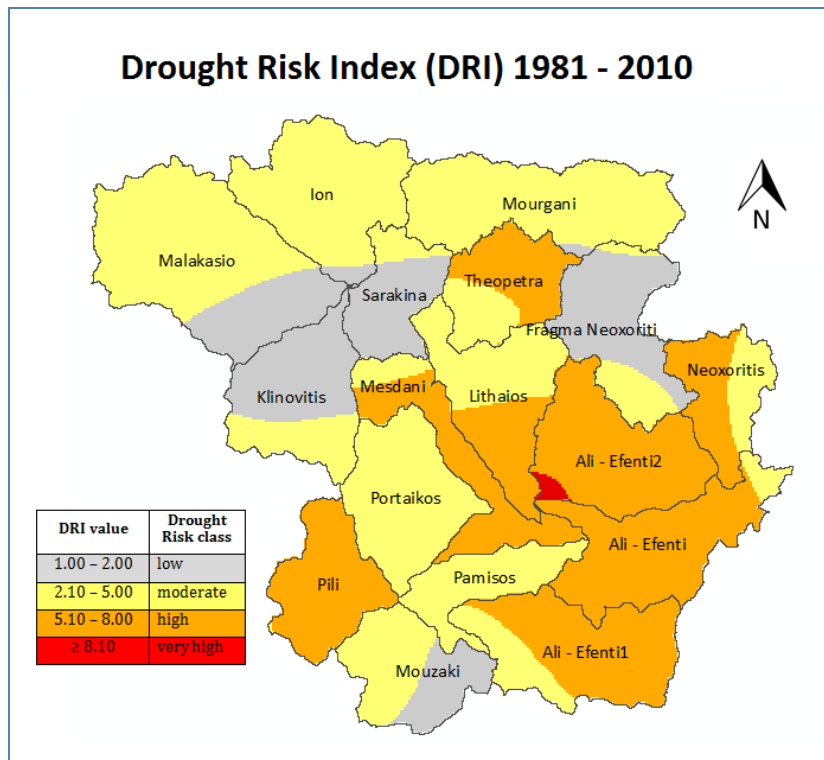 Drought Risk Index (DRI) 1981 - 2010
Ion
Mourgani
N
Malakasio
Theopetra
Sarakina
Fragma Neoxoriti
Neoxoritis
Mesdani
Klinovitis
Lithaios
Ali - Efenti2
Portaikos
Ali - Efenti
Pili
Pamisos
Ali - Efenti1
Mouzaki
DRI value Drought Risk class
1.00 – 2.00 low
2.10 – 5.00 moderate
5.10 – 8.00 high
≥ 8.10 very high